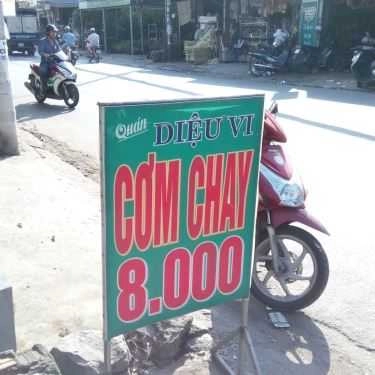 Quán
DIỆU VI
CƠM CHAY
8.000